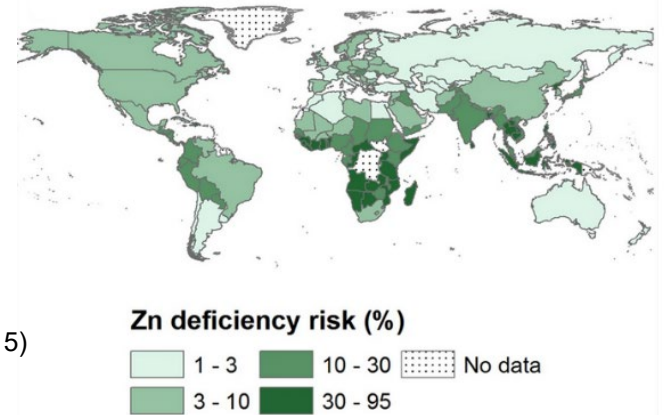 Zn deficiency risk (%)
5)
1 - 3
10 - 30
No data
3 - 10
30 - 95